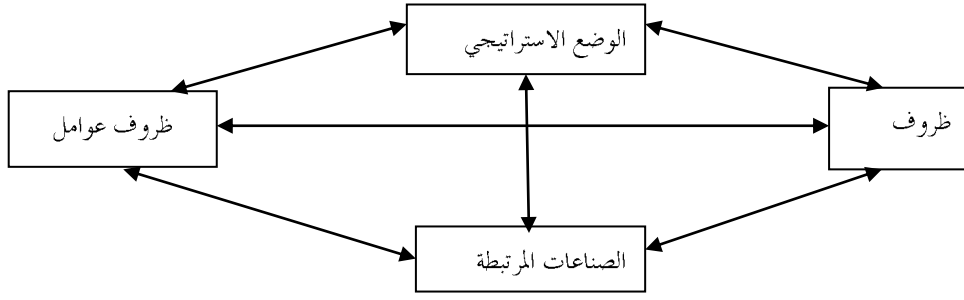 الوضع الاستراتيجي
ظروف
ظروف عوامل
الصناعات المرتبطة